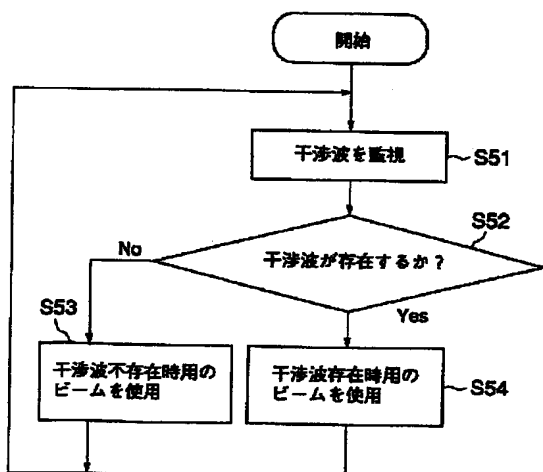 開始
干渉波を監視
S51
S52
干渉波が存在するか？
No
Yes
S53
干渉波不存在時用の
ビームを使用
干渉波存在時用の
ビームを使用
S54